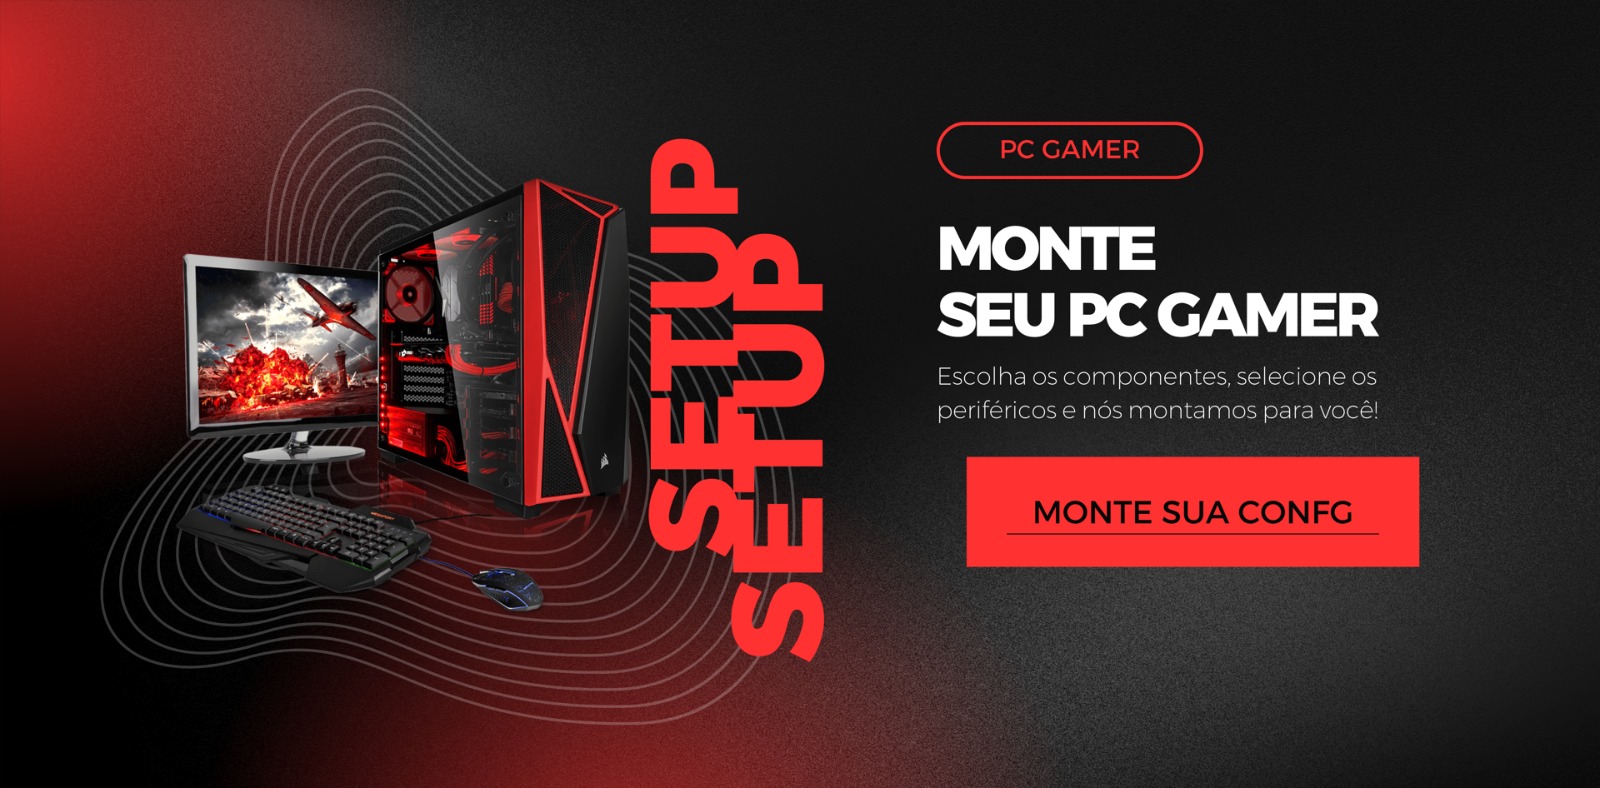 SETUP
SETUP
PC GAMER
MONTE
SEU PC GAMER
Escolha os componentes, selecione os
periféricos e nós montamos para você!
MONTE SUA CONFG